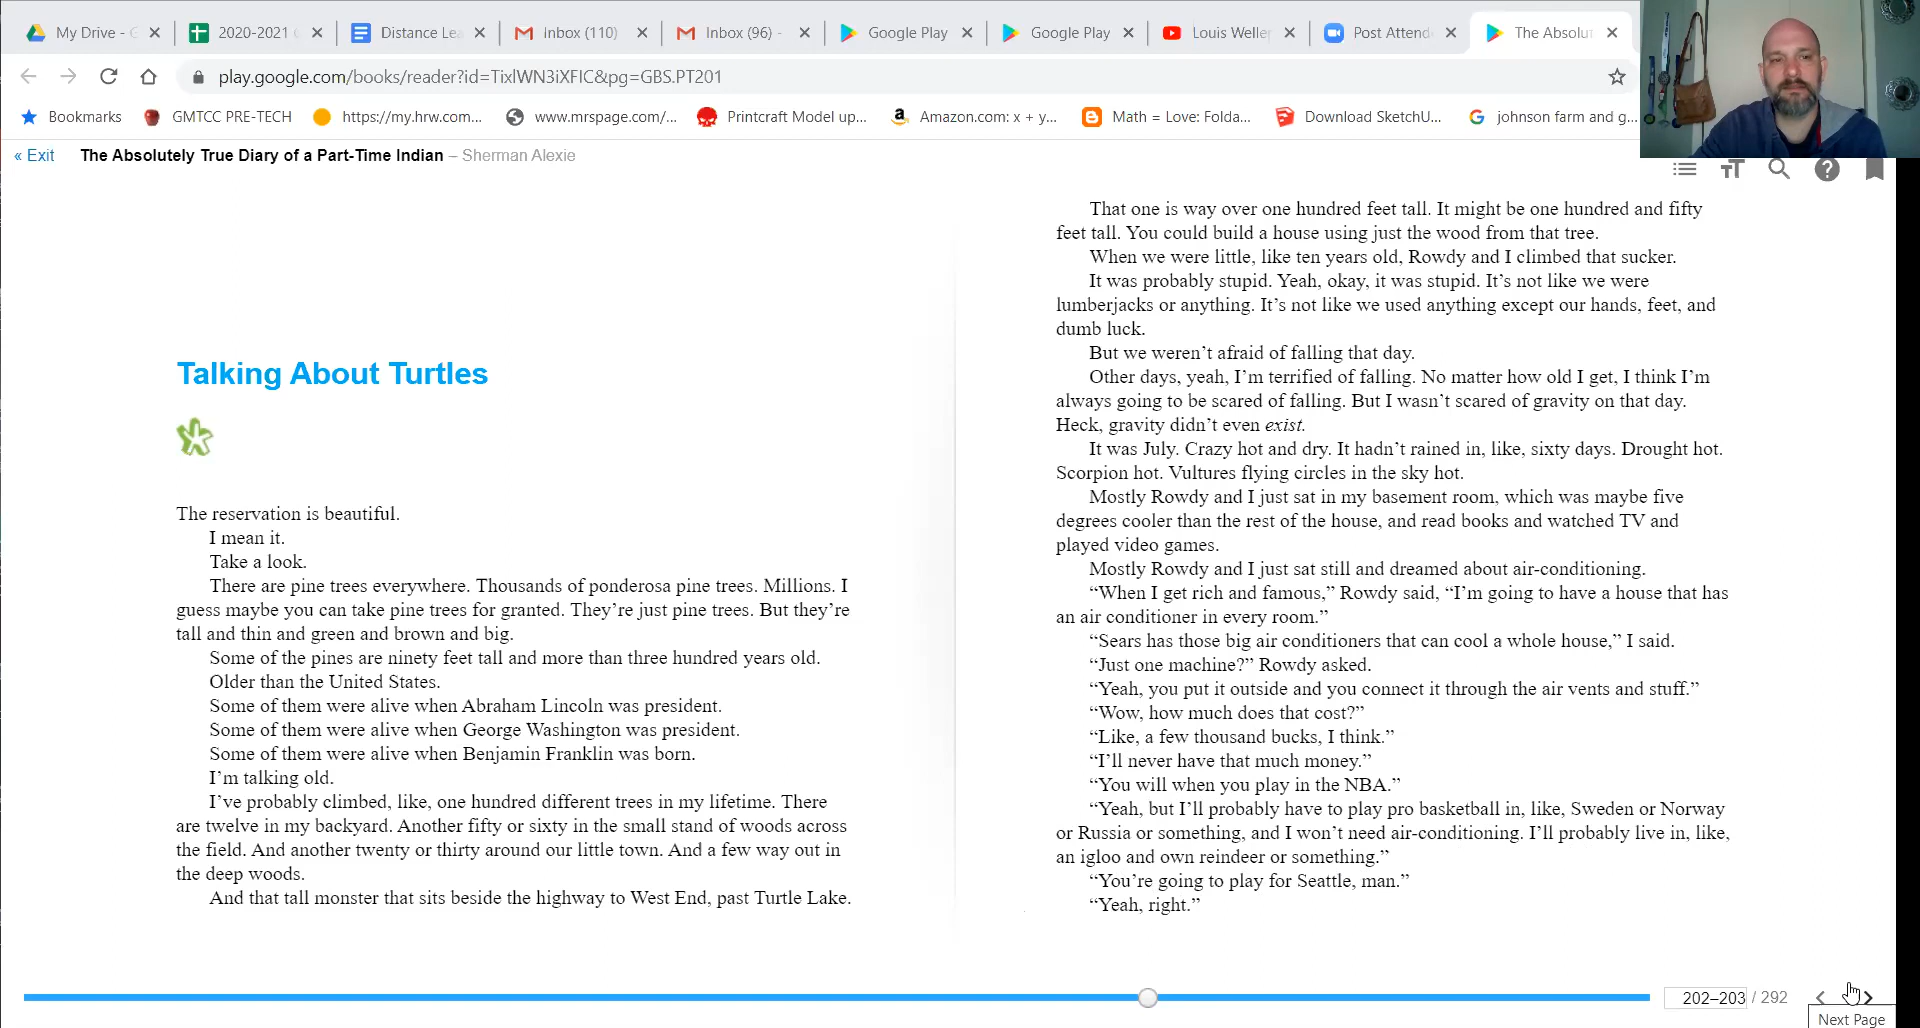 My Drive - G
2020-2021
Distance Lea
Inbox (110)
Inbox (96) -
Google Play
Google Play
Louis Weller
Post Attend
The Absolut
play.google.com/books/reader?id=TixlWN3iXFIC&pg=GBS.PT201
Bookmarks
GMTCC PRE-TECH
https://my.hrw.com...
www.mrspage.com/...
Printcraft Model up...
Amazon.com: x + y...
Math = Love: Folda...
Download SketchU...
johnson farm and g...
« Exit The Absolutely True Diary of a Part-Time Indian – Sherman Alexie
Talking About Turtles
The reservation is beautiful.
I mean it.
Take a look.
There are pine trees everywhere. Thousands of ponderosa pine trees. Millions. I
guess maybe you can take pine trees for granted. They’re just pine trees. But they’re
tall and thin and green and brown and big.
Some of the pines are ninety feet tall and more than three hundred years old.
Older than the United States.
Some of them were alive when Abraham Lincoln was president.
Some of them were alive when George Washington was president.
Some of them were alive when Benjamin Franklin was born.
I’m talking old.
I’ve probably climbed, like, one hundred different trees in my lifetime. There
are twelve in my backyard. Another fifty or sixty in the small stand of woods across
the field. And another twenty or thirty around our little town. And a few way out in
the deep woods.
And that tall monster that sits beside the highway to West End, past Turtle Lake.
That one is way over one hundred feet tall. It might be one hundred and fifty
feet tall. You could build a house using just the wood from that tree.
When we were little, like ten years old, Rowdy and I climbed that sucker.
It was probably stupid. Yeah, okay, it was stupid. It’s not like we were
lumberjacks or anything. It’s not like we used anything except our hands, feet, and
dumb luck.
But we weren’t afraid of falling that day.
Other days, yeah, I’m terrified of falling. No matter how old I get, I think I’m
always going to be scared of falling. But I wasn’t scared of gravity on that day.
Heck, gravity didn’t even exist.
It was July. Crazy hot and dry. It hadn’t rained in, like, sixty days. Drought hot.
Scorpion hot. Vultures flying circles in the sky hot.
Mostly Rowdy and I just sat in my basement room, which was maybe five
degrees cooler than the rest of the house, and read books and watched TV and
played video games.
Mostly Rowdy and I just sat still and dreamed about air-conditioning.
“When I get rich and famous,” Rowdy said, “I’m going to have a house that has
an air conditioner in every room.”
“Sears has those big air conditioners that can cool a whole house,” I said.
“Just one machine?” Rowdy asked.
“Yeah, you put it outside and you connect it through the air vents and stuff.”
“Wow, how much does that cost?”
“Like, a few thousand bucks, I think.”
“I’ll never have that much money.”
“You will when you play in the NBA.”
“Yeah, but I’ll probably have to play pro basketball in, like, Sweden or Norway
or Russia or something, and I won’t need air-conditioning. I’ll probably live in, like,
an igloo and own reindeer or something.”
“You’re going to play for Seattle, man.”
“Yeah, right.”
202–203 / 292
Next Page